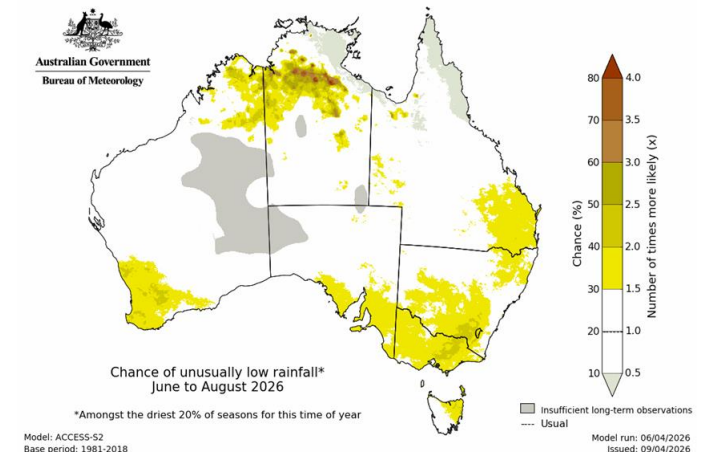 Australian Government
Bureau of Meteorology
Chance (%)
80
70
60
50
40
30
20
10
4.0
3.5
3.0
2.5
2.0
1.5
1.0
0.5
Number of times more likely (x)
Chance of unusually low rainfall*
June to August 2026
*Amongst the driest 20% of seasons for this time of year
Insufficient long-term observations
Usual
Model: ACCESS-S2
Base period: 1981-2018
Model run: 06/04/2026
Issued: 09/04/2026